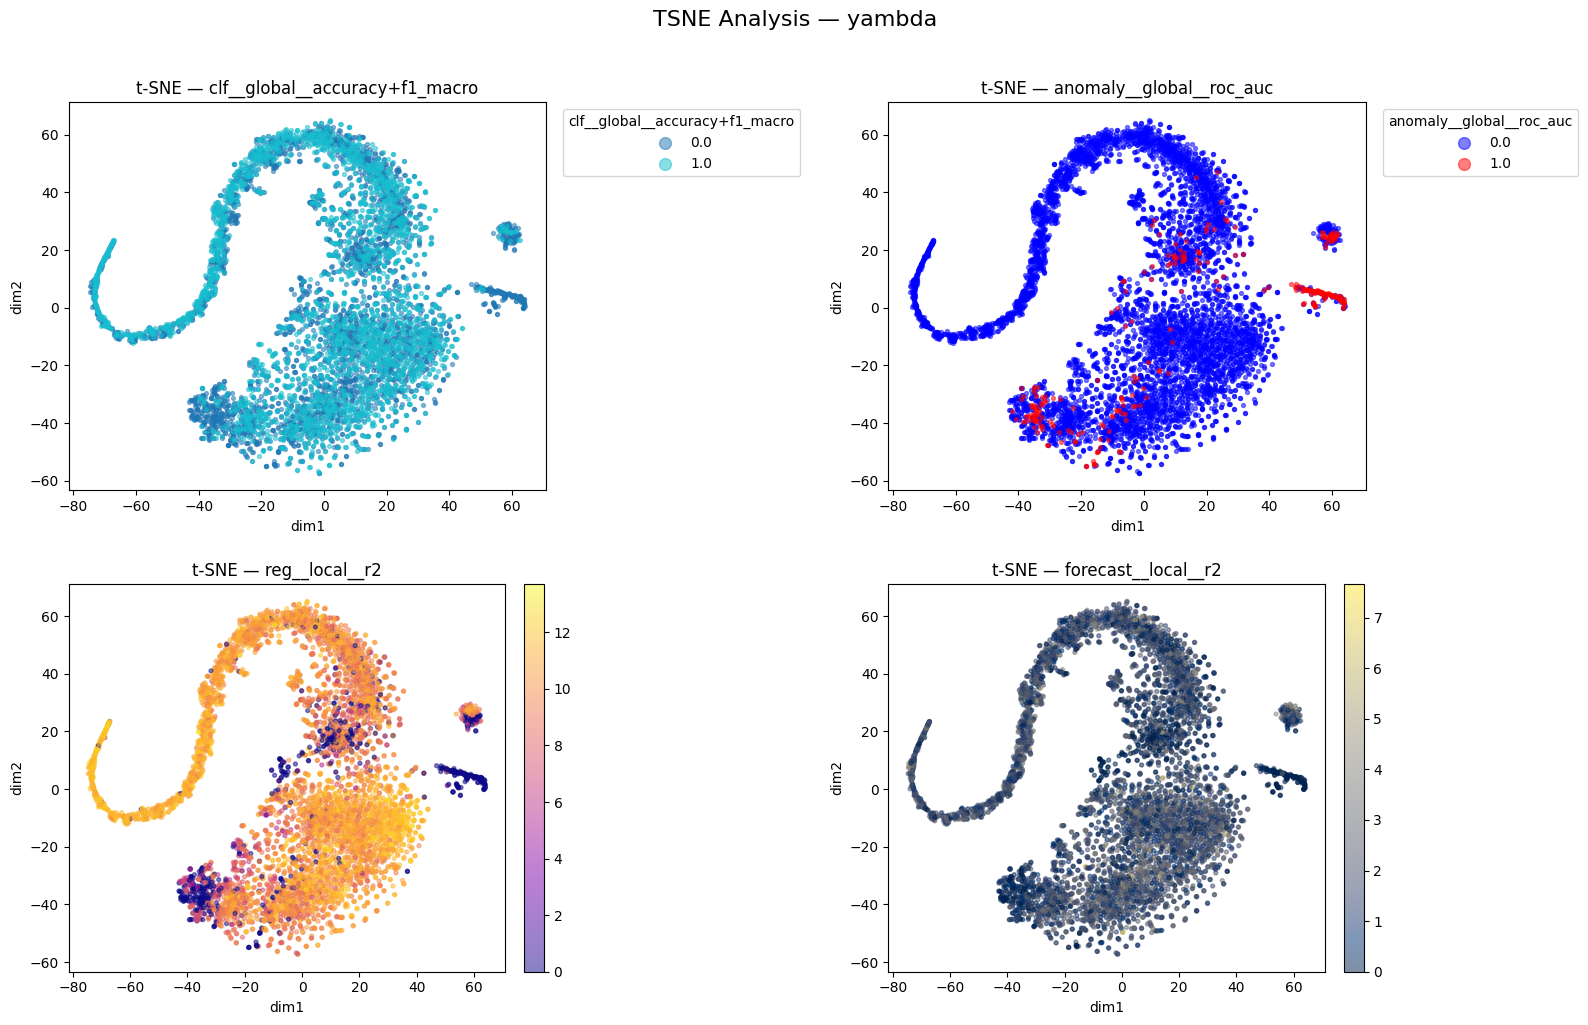 TSNE Analysis — yambda
t-SNE — clf__global__accuracy+f1_macro
dim2
60
40
20
0
−20
−40
−60
−80 −60 −40 −20 0 20 40 60
dim1
clf__global__accuracy+f1_macro
0.0
1.0
t-SNE — anomaly__global__roc_auc
dim2
60
40
20
0
−20
−40
−60
−80 −60 −40 −20 0 20 40 60
dim1
anomaly__global__roc_auc
0.0
1.0
t-SNE — reg__local__r2
dim2
60
40
20
0
−20
−40
−60
−80 −60 −40 −20 0 20 40 60
dim1
12
10
8
6
4
2
0
t-SNE — forecast__local__r2
dim2
60
40
20
0
−20
−40
−60
−80 −60 −40 −20 0 20 40 60
dim1
7
6
5
4
3
2
1
0